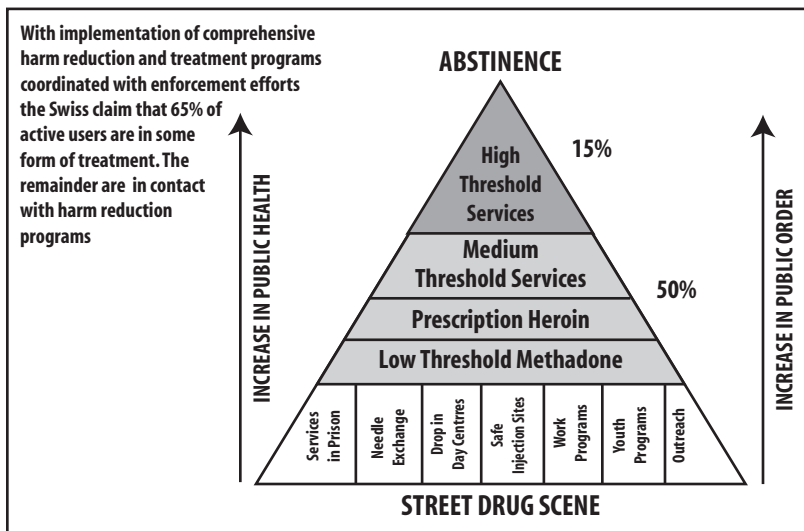 With implementation of comprehensive
harm reduction and treatment programs
coordinated with enforcement efforts
the Swiss claim that 65% of
active users are in some
form of treatment. The
remainder are in contact
with harm reduction
programs
ABSTINENCE
15%
High
Threshold
Services
Medium
Threshold Services
50%
Prescription Heroin
Low Threshold Methadone
INCREASE IN PUBLIC HEALTH
INCREASE IN PUBLIC ORDER
Services
in Prison
Needle
Exchange
Drop in
Day Centrres
Safe
Injection Sites
Work
Programs
Youth
Programs
Outreach
STREET DRUG SCENE